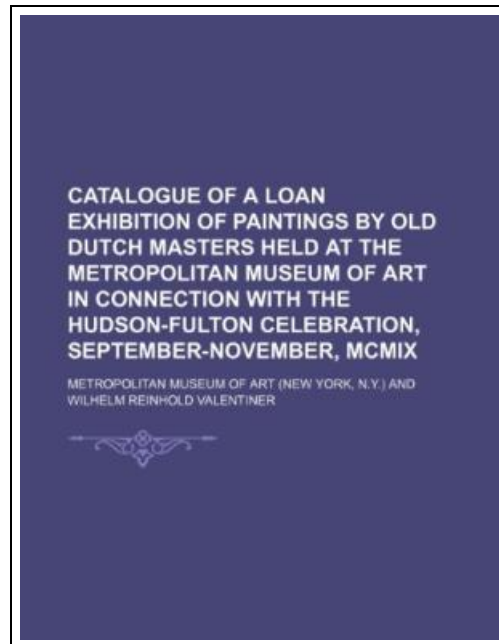 CATALOGUE OF A LOAN
EXHIBITION OF PAINTINGS BY OLD
DUTCH MASTERS HELD AT THE
METROPOLITAN MUSEUM OF ART
IN CONNECTION WITH THE
HUDSON-FULTON CELEBRATION,
SEPTEMBER-NOVEMBER, MCMIX
METROPOLITAN MUSEUM OF ART (NEW YORK, N.Y.) AND
WILHELM REINHOLD VALENTINER